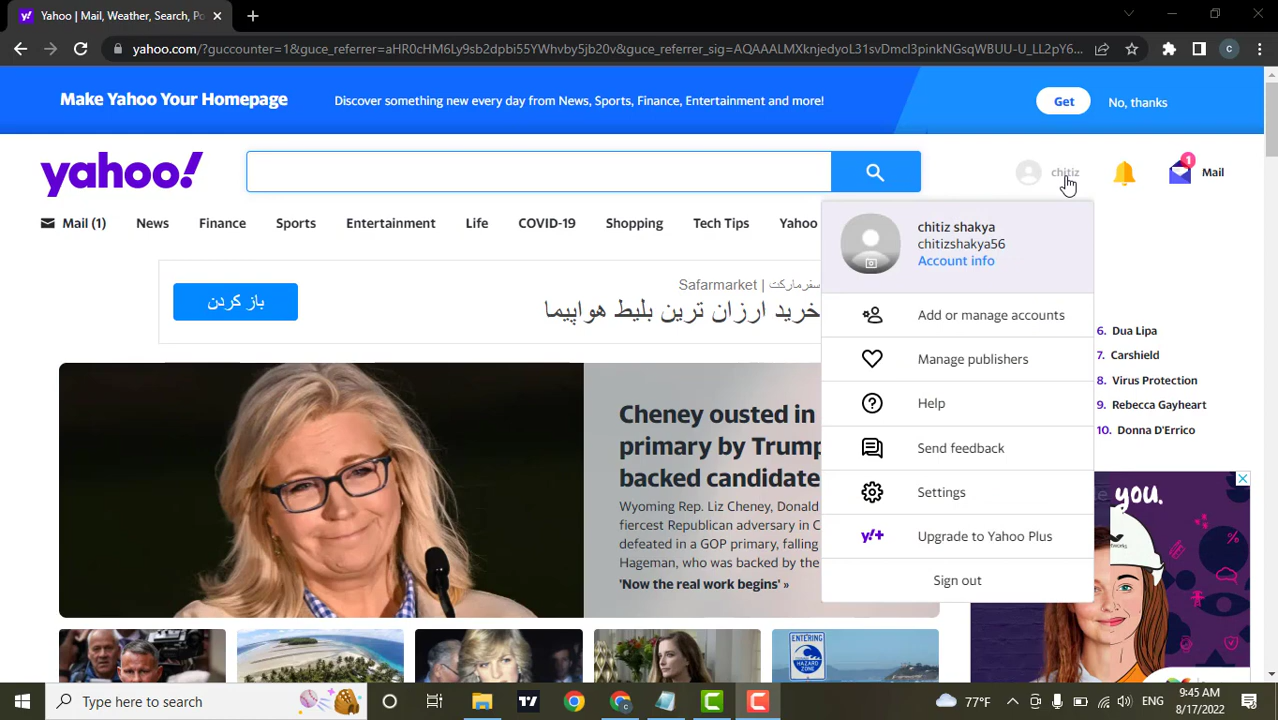 Yahoo | Mail, Weather, Search, Po
yahoo.com/?guccounter=1&guce_referrer=aHR0cHM6Ly9sb2dpbi55YWhvby5jb20v&guce_referrer_sig=AQAAALMXknjedyoL31svDmcl3pinkNGsqWBUU-U_LL2pY6...
C
Make Yahoo Your Homepage
Discover something new every day from News, Sports, Finance, Entertainment and more!
Get
No, thanks
yahoo!
chitiz
1
Mail
Mail (1) News Finance Sports Entertainment Life COVID-19 Shopping Tech Tips Yahoo
chitiz shakya
chitizshakya56
Account info
Add or manage accounts
Manage publishers
Help
Send feedback
Settings
y!+ Upgrade to Yahoo Plus
Sign out
Safarmarket | سفرمارکت
خرید ارزان ترین بلیط هواپیما
باز کردن
6. Dua Lipa
7. Carshield
8. Virus Protection
9. Rebecca Gayheart
10. Donna D'Errico
Cheney ousted in
primary by Trump
backed candidate
Wyoming Rep. Liz Cheney, Donald
fiercest Republican adversary in C
defeated in a GOP primary, falling
Hageman, who was backed by the
'Now the real work begins' »
you.
ENTERING
HAZARD
ZONE
Type here to search
77°F
ENG
9:45 AM
8/17/2022